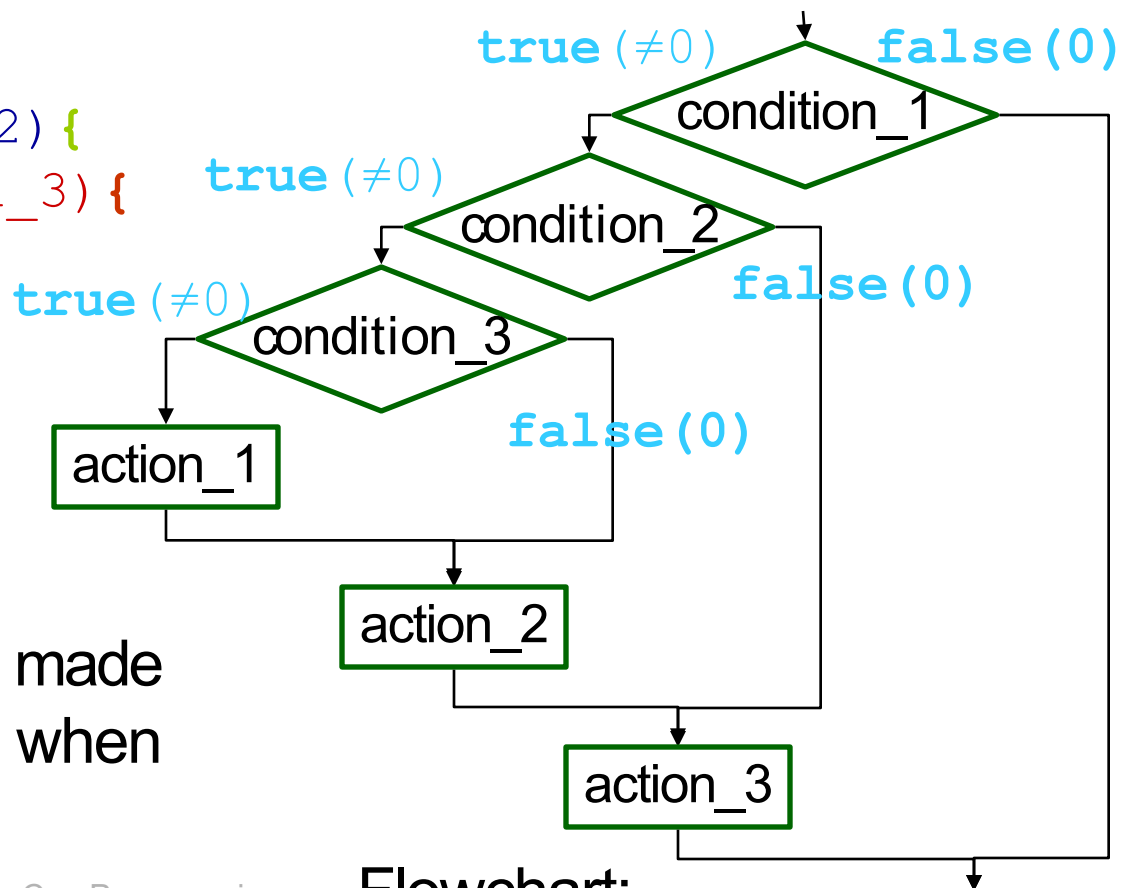 true(≠0) false(0)
condition_1
2){
true(≠0)
_3){
condition_2
false(0)
true(≠0)
condition_3
false(0)
action_1
action_2
made
when
action_3
Flowchart: